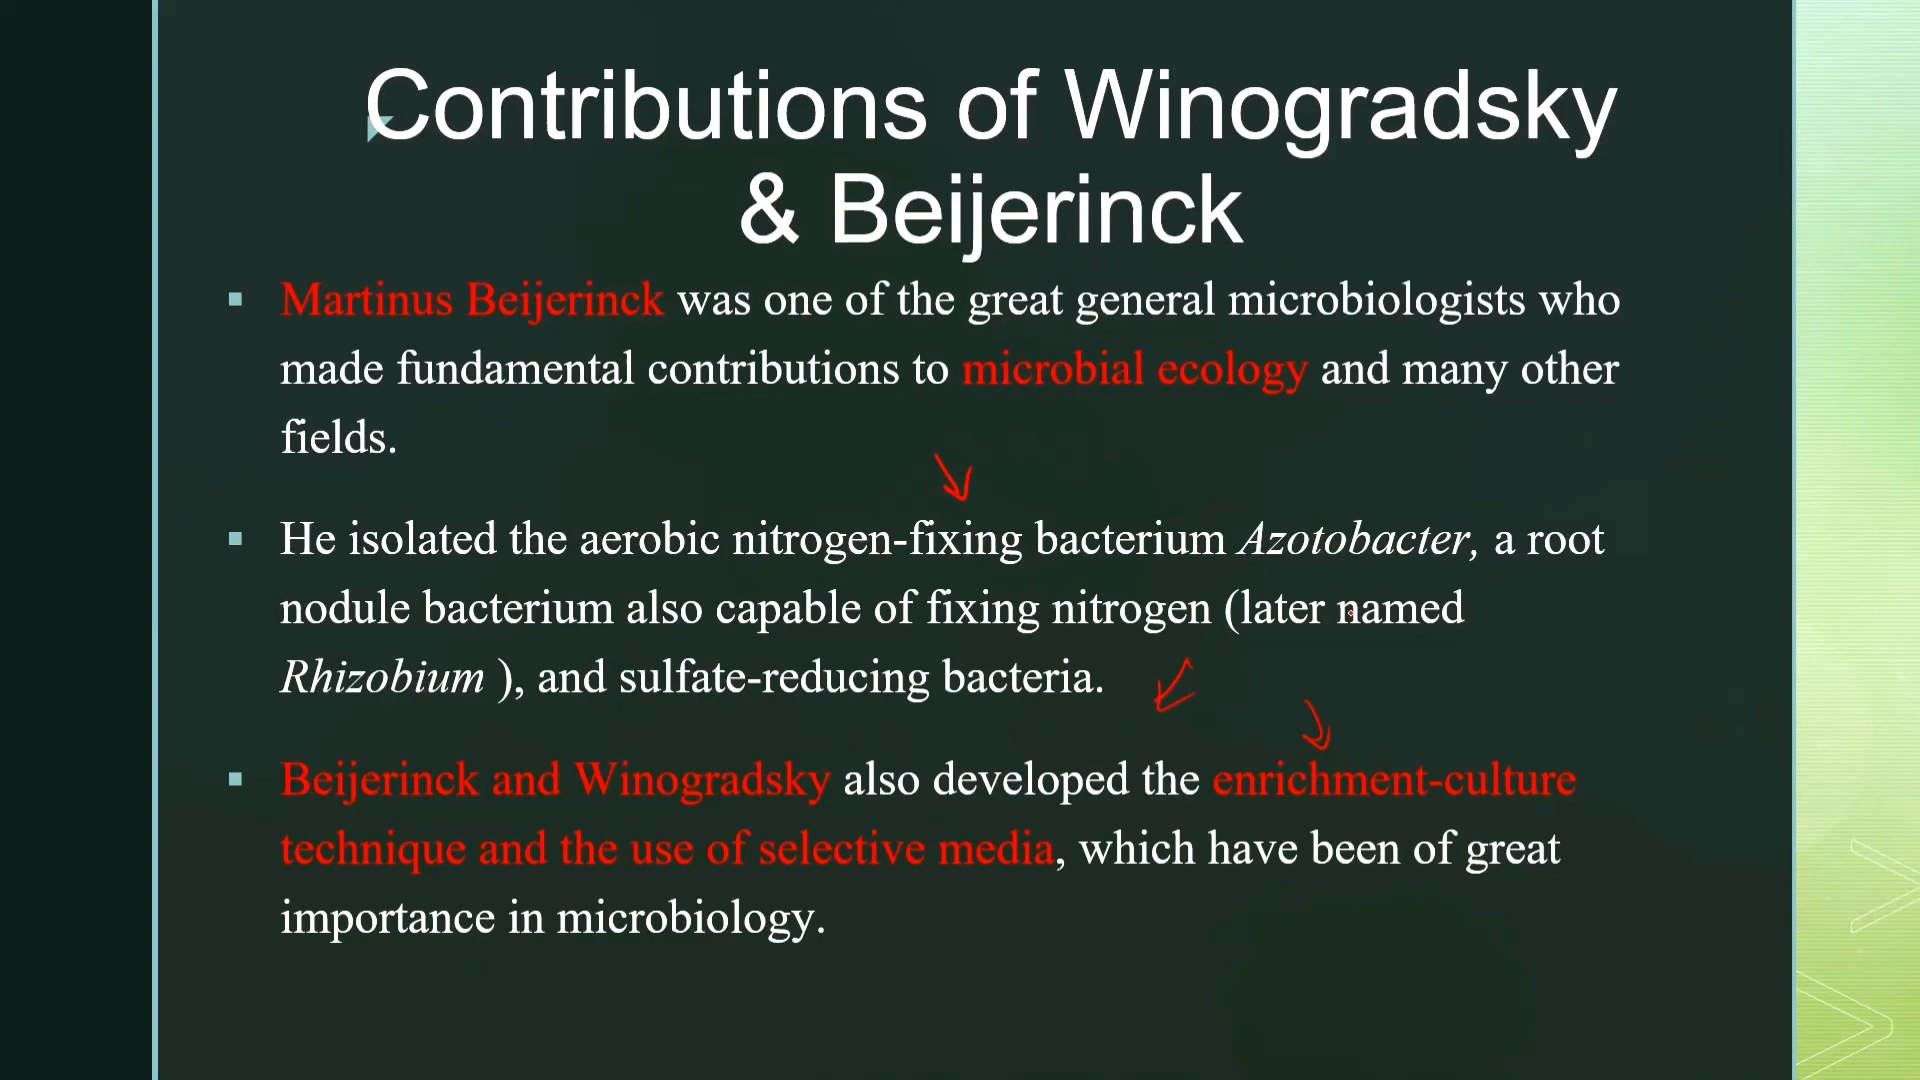 Contributions of Winogradsky
& Beijerinck
▪ Martinus Beijerinck was one of the great general microbiologists who
made fundamental contributions to microbial ecology and many other
fields.
▪ He isolated the aerobic nitrogen-fixing bacterium Azotobacter, a root
nodule bacterium also capable of fixing nitrogen (later named
Rhizobium ), and sulfate-reducing bacteria.
▪ Beijerinck and Winogradsky also developed the enrichment-culture
technique and the use of selective media, which have been of great
importance in microbiology.